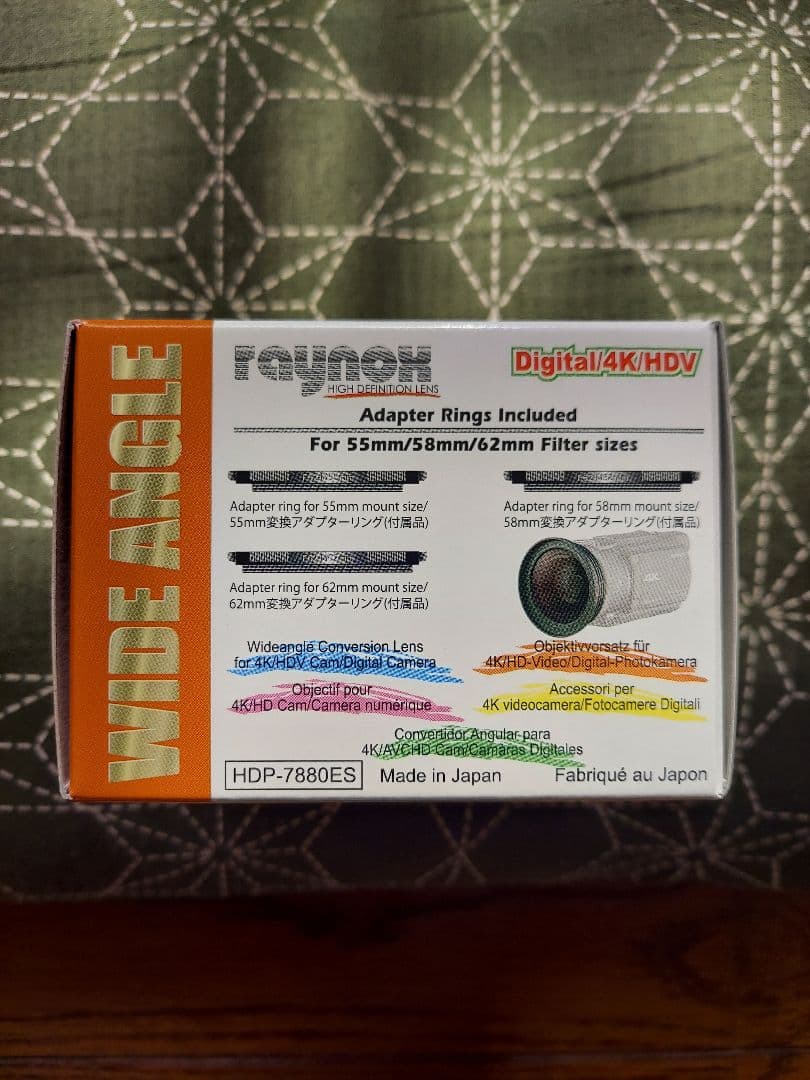 WIDE ANGLE
raynox
HIGH DEFINITION LENS
Digital/4K/HDV
Adapter Rings Included
For 55mm/58mm/62mm Filter sizes
Adapter ring for 55mm mount size/
55mm変換アダプターリング(付属品)
Adapter ring for 58mm mount size/
58mm変換アダプターリング(付属品)
Adapter ring for 62mm mount size/
62mm変換アダプターリング(付属品)
4K
Wideangle Conversion Lens
for 4K/HDV Cam/Digital Camera
Objektivvorsatz für
4K/HD-Video/Digital-Photokamera
Objectif pour
4K/HD Cam/Camera numérique
Accessori per
4K videocamera/Fotocamere Digitali
Convertidor Angular para
4K/AVCHD Cam/Cámaras Digitales
HDP-7880ES
Made in Japan
Fabriqué au Japon